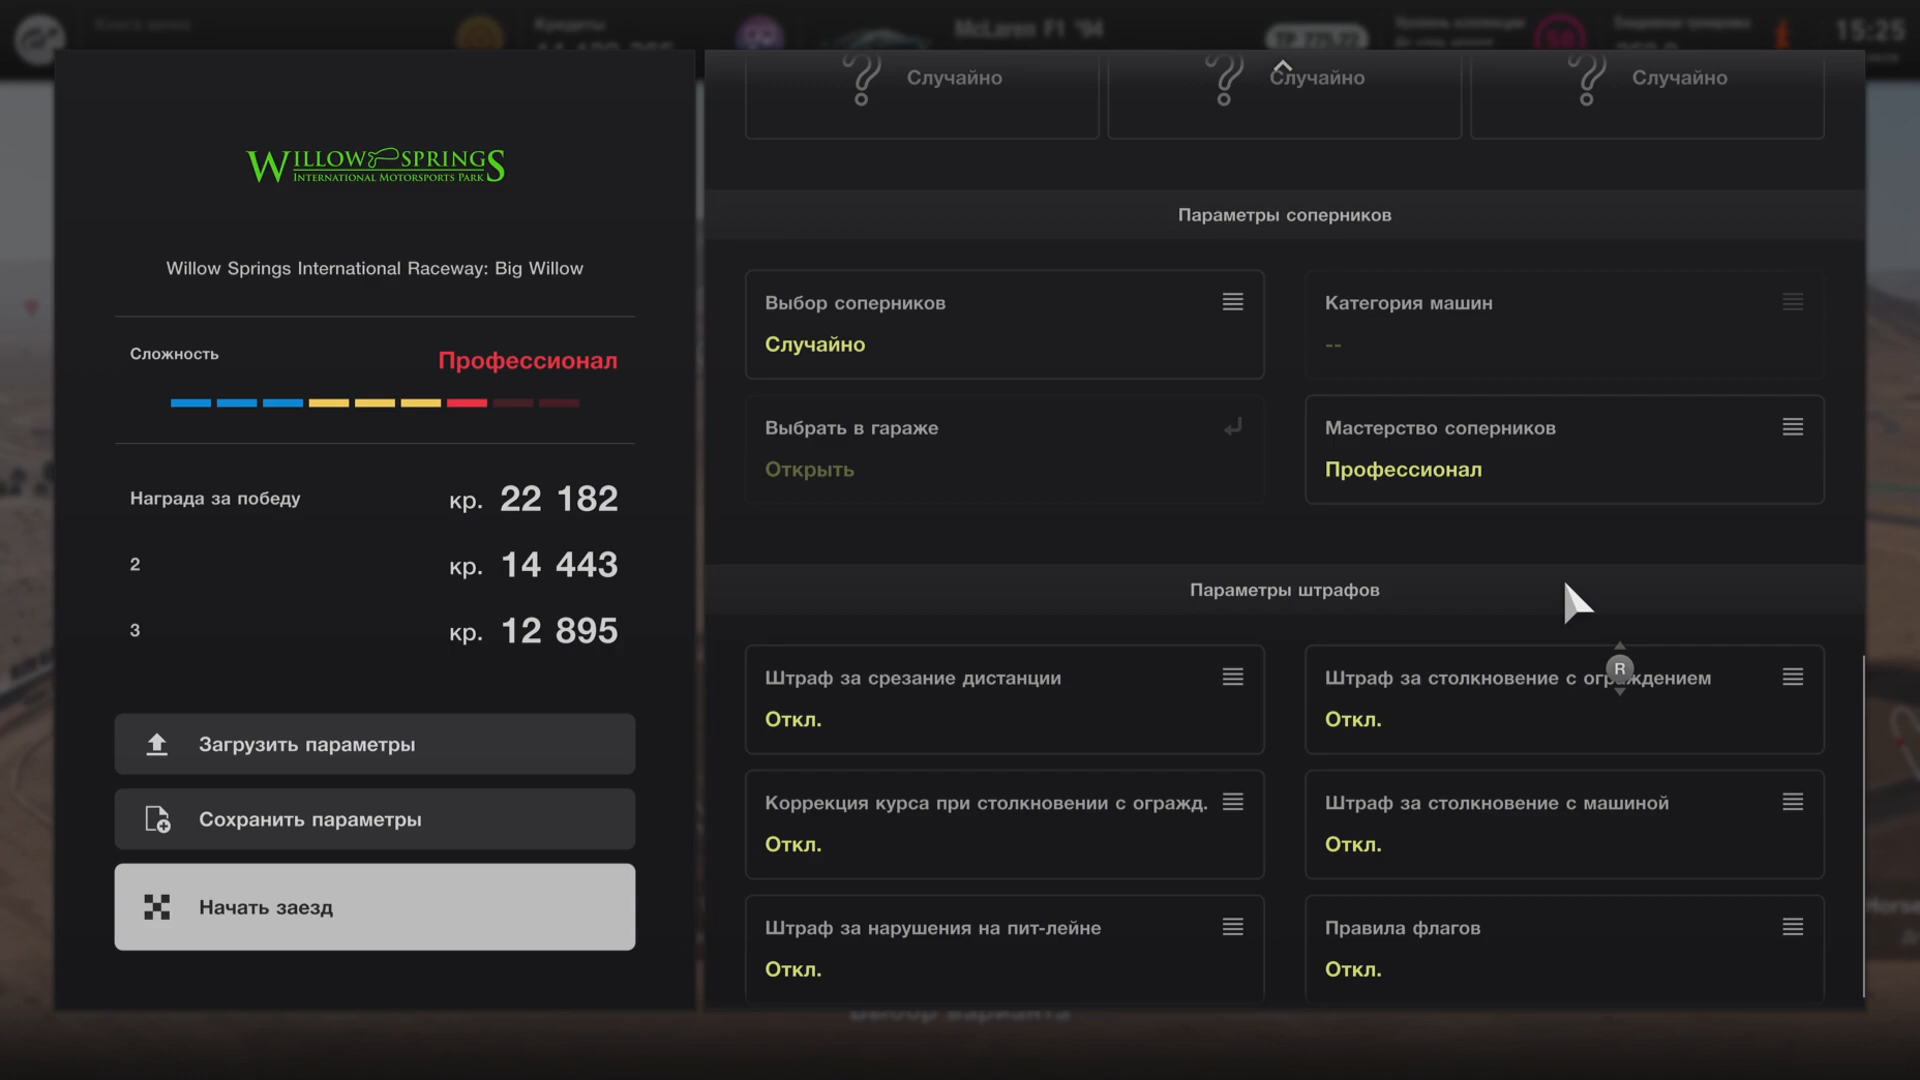 Кредиты
McLaren F1 '94
15:25
Случайно
Случайно
Случайно
WILLOW SPRINGS
INTERNATIONAL MOTORSPORTS PARK
Willow Springs International Raceway: Big Willow
Сложность
Профессионал
Награда за победу
кр. 22 182
2
кр. 14 443
3
кр. 12 895
Загрузить параметры
Сохранить параметры
Начать заезд
Параметры соперников
Выбор соперников
Случайно
Категория машин
--
Выбрать в гараже
Открыть
Мастерство соперников
Профессионал
Параметры штрафов
Штраф за срезание дистанции
Откл.
Штраф за столкновение с ограждением
Откл.
R
Коррекция курса при столкновении с огражд.
Откл.
Штраф за столкновение с машиной
Откл.
Штраф за нарушения на пит-лейне
Откл.
Правила флагов
Откл.